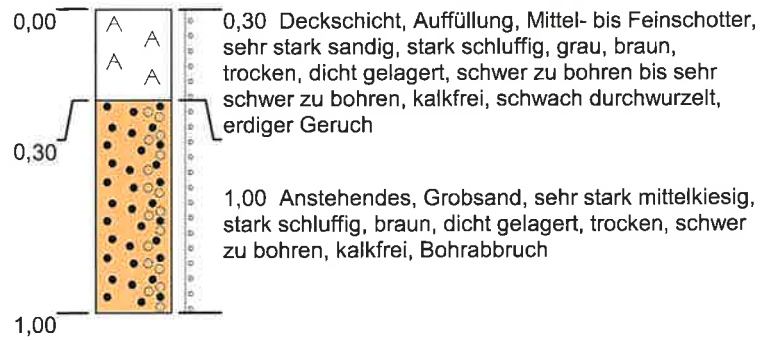 0,00
0,30 Deckschicht, Auffüllung, Mittel- bis Feinschotter,
sehr stark sandig, stark schluffig, grau, braun,
trocken, dicht gelagert, schwer zu bohren bis sehr
schwer zu bohren, kalkfrei, schwach durchwurzelt,
erdiger Geruch
A
A
A
A
0,30
1,00 Anstehendes, Grobsand, sehr stark mittelkiesig,
stark schluffig, braun, dicht gelagert, trocken, schwer
zu bohren, kalkfrei, Bohrabbruch
1,00